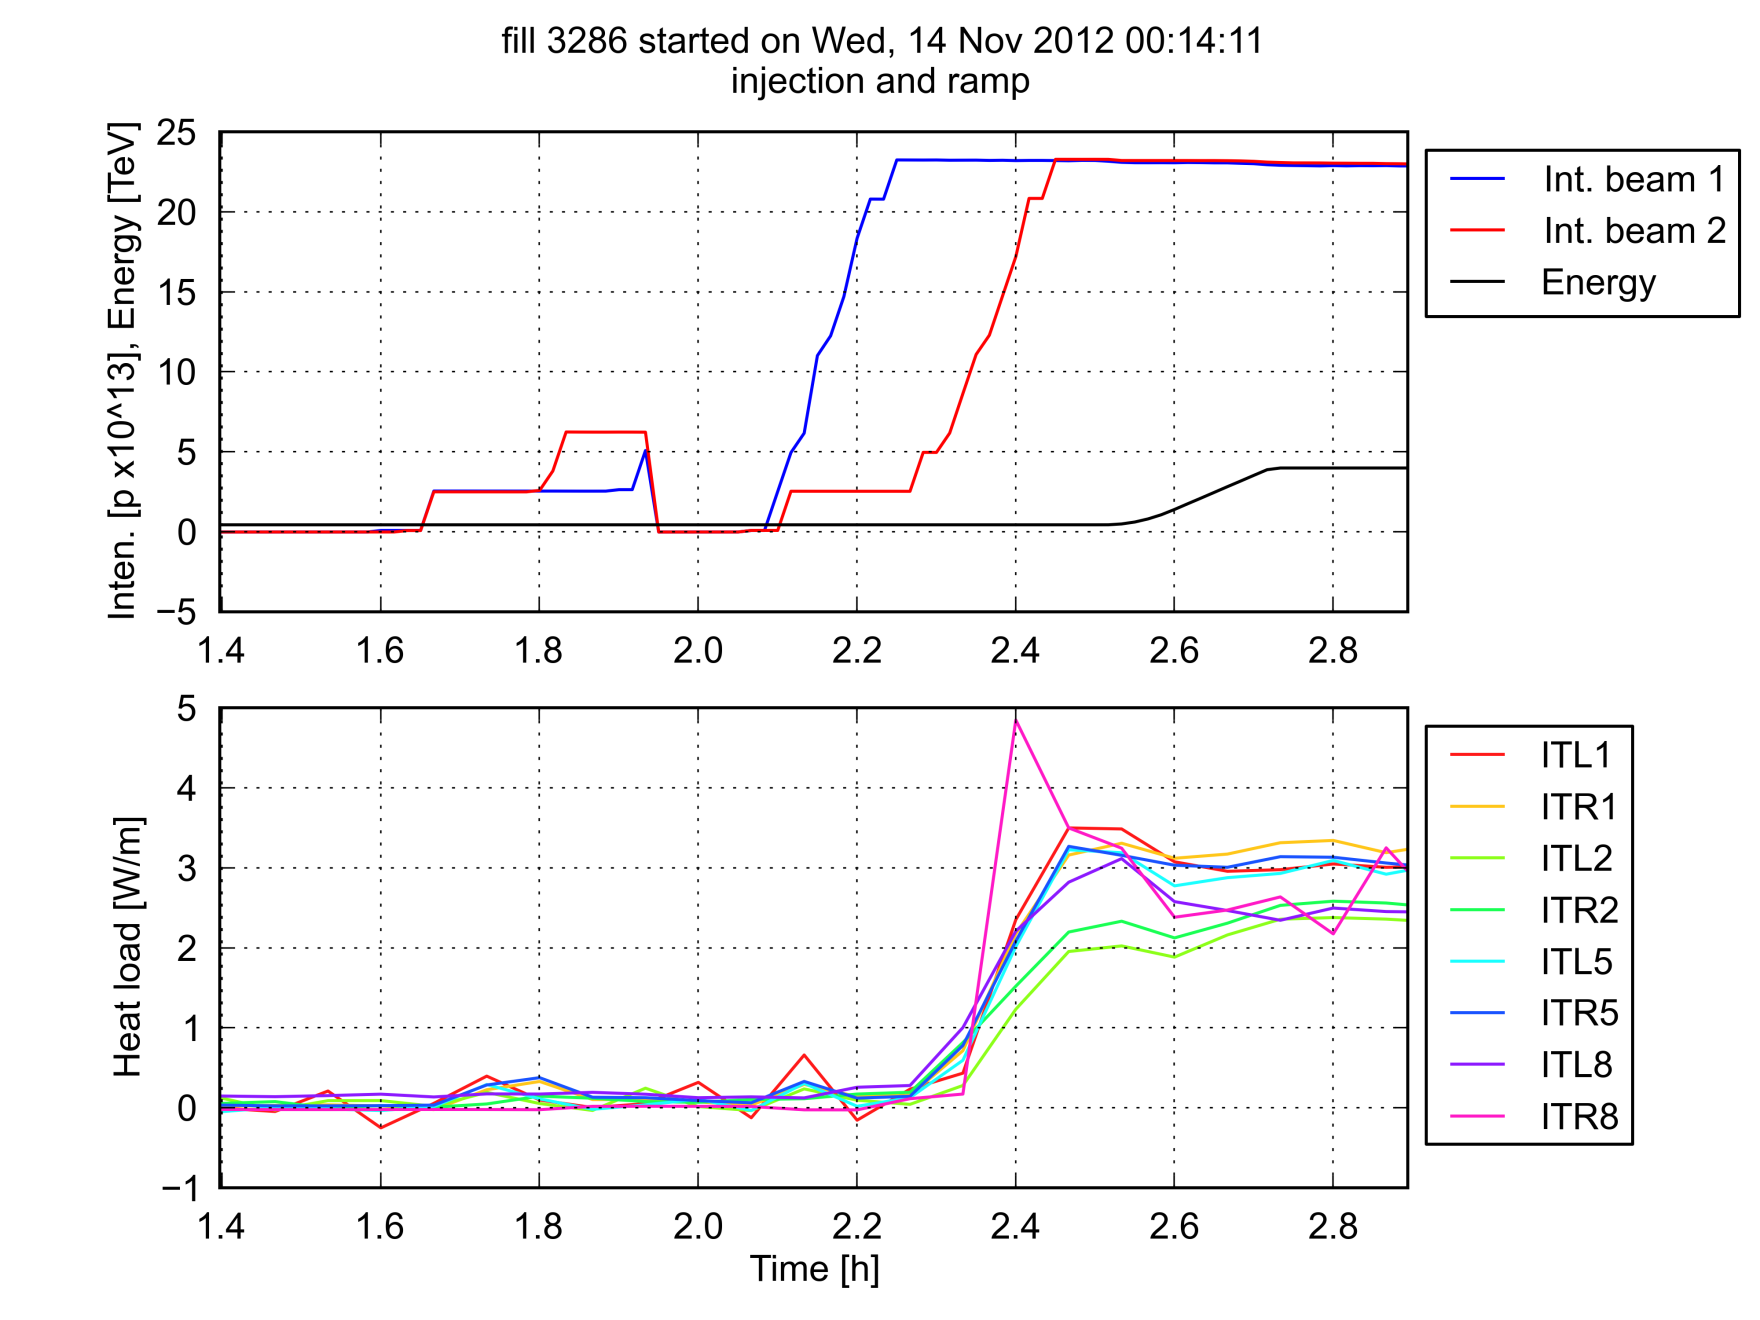 fill 3286 started on Wed, 14 Nov 2012 00:14:11
injection and ramp
Inten. [p x10^13], Energy [TeV]
25
20
15
10
5
0
−5
1.4 1.6 1.8 2.0 2.2 2.4 2.6 2.8
Int. beam 1
Int. beam 2
Energy
Heat load [W/m]
5
4
3
2
1
0
−1
1.4 1.6 1.8 2.0 2.2 2.4 2.6 2.8
Time [h]
ITL1
ITR1
ITL2
ITR2
ITL5
ITR5
ITL8
ITR8